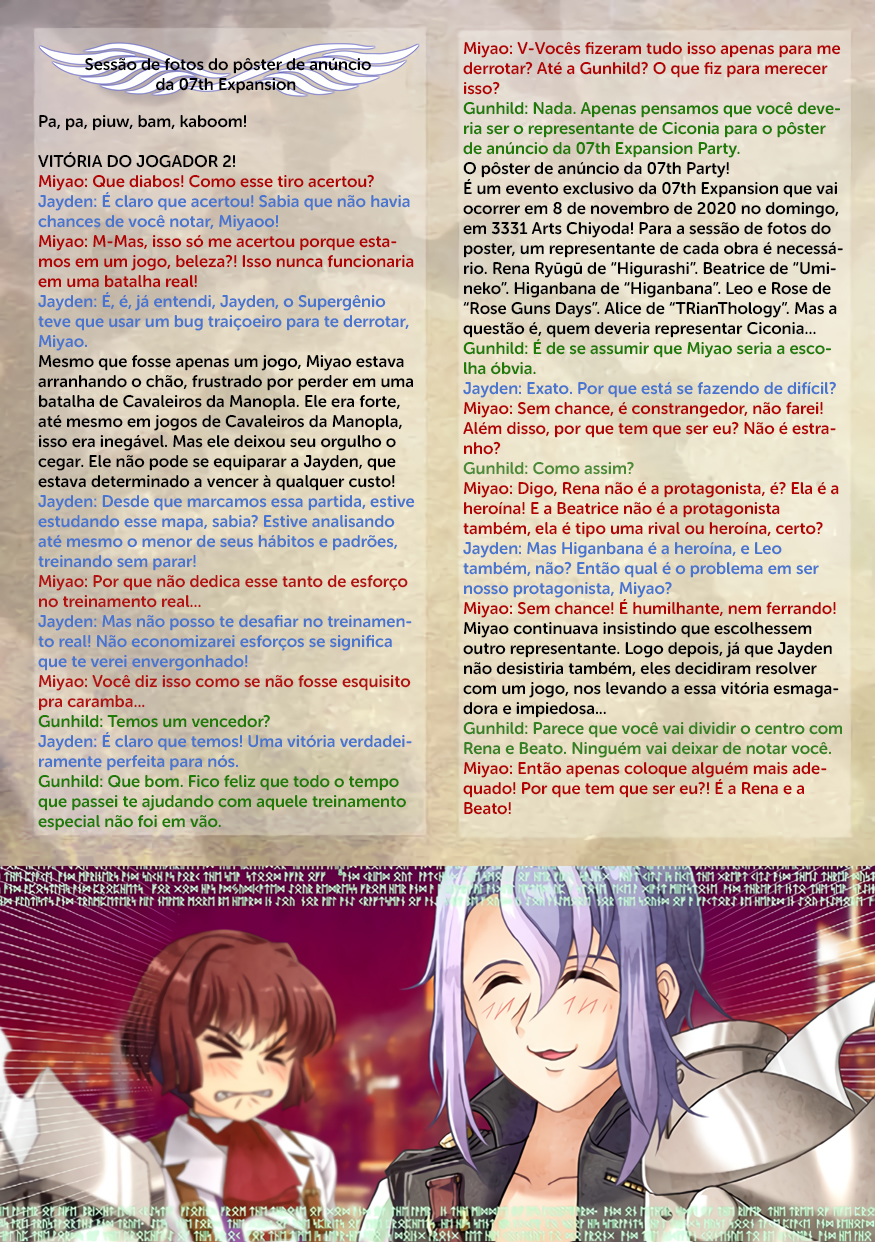 Sessão de fotos do pôster de anúncio
da 07th Expansion
Pa, pa, piuw, bam, kaboom!
VITÓRIA DO JOGADOR 2!
Miyao: Que diabos! Como esse tiro acertou?
Jayden: É claro que acertou! Sabia que não havia
chances de você notar, Miyaoo!
Miyao: M-Mas, isso só me acertou porque esta-
mos em um jogo, beleza?! Isso nunca funcionaria
em uma batalha real!
Jayden: É, é, já entendi, Jayden, o Supergênio
teve que usar um bug traiçoeiro para te derrotar,
Miyao.
Mesmo que fosse apenas um jogo, Miyao estava
arranhando o chão, frustrado por perder em uma
batalha de Cavaleiros da Manopla. Ele era forte,
até mesmo em jogos de Cavaleiros da Manopla,
isso era inegável. Mas ele deixou seu orgulho o
cegar. Ele não pode se equiparar a Jayden, que
estava determinado a vencer à qualquer custo!
Jayden: Desde que marcamos essa partida, estive
estudando esse mapa, sabia? Estive analisando
até mesmo o menor de seus hábitos e padrões,
treinando sem parar!
Miyao: Por que não dedica esse tanto de esforço
no treinamento real...
Jayden: Mas não posso te desafiar no treinamen-
to real! Não economizarei esforços se significa
que te verei envergonhado!
Miyao: Você diz isso como se não fosse esquisito
pra caramba...
Gunhild: Temos um vencedor?
Jayden: É claro que temos! Uma vitória verdadei-
ramente perfeita para nós.
Gunhild: Que bom. Fico feliz que todo o tempo
que passei te ajudando com aquele treinamento
especial não foi em vão.
Miyao: V-Vocês fizeram tudo isso apenas para me
derrotar? Até a Gunhild? O que fiz para merecer
isso?
Gunhild: Nada. Apenas pensamos que você deve-
ria ser o representante de Ciconia para o pôster
de anúncio da 07th Expansion Party.
O pôster de anúncio da 07th Party!
É um evento exclusivo da 07th Expansion que vai
ocorrer em 8 de novembro de 2020 no domingo,
em 3331 Arts Chiyoda! Para a sessão de fotos do
poster, um representante de cada obra é necessá-
rio. Rena Ryūgū de “Higurashi”. Beatrice de “Umi-
neko”. Higanbana de “Higanbana”. Leo e Rose de
“Rose Guns Days”. Alice de “TRianThology”. Mas a
questão é, quem deveria representar Ciconia...
Gunhild: É de se assumir que Miyao seria a esco-
lha óbvia.
Jayden: Exato. Por que está se fazendo de difícil?
Miyao: Sem chance, é constrangedor, não farei!
Além disso, por que tem que ser eu? Não é estra-
nho?
Gunhild: Como assim?
Miyao: Digo, Rena não é a protagonista, é? Ela é a
heroína! E a Beatrice não é a protagonista
também, ela é tipo uma rival ou heroína, certo?
Jayden: Mas Higanbana é a heroína, e Leo
também, não? Então qual é o problema em ser
nosso protagonista, Miyao?
Miyao: Sem chance! É humilhante, nem ferrando!
Miyao continuava insistindo que escolhessem
outro representante. Logo depois, já que Jayden
não desistiria também, eles decidiram resolver
com um jogo, nos levando a essa vitória esmaga-
dora e impiedosa...
Gunhild: Parece que você vai dividir o centro com
Rena e Beato. Ninguém vai deixar de notar você.
Miyao: Então apenas coloque alguém mais ade-
quado! Por que tem que ser eu?! É a Rena e a
Beato!